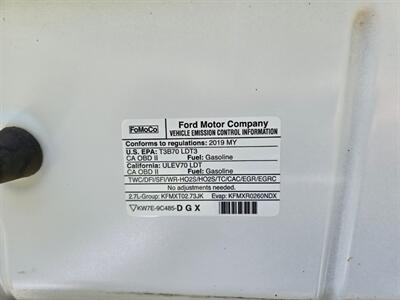 FoMoCo
Ford Motor Company
VEHICLE EMISSION CONTROL INFORMATION
Conforms to regulations: 2019 MY
U.S. EPA: T3B70 LDT3
CA OBD II Fuel: Gasoline
California: ULEV70 LDT
CA OBD II Fuel: Gasoline
TWC/DFI/SFI/WR-HO2S/HO2S/TC/CAC/EGR/EGRC
No adjustments needed.
2.7L-Group: KFMXT02.73JK Evap: KFMXR0260NDX
KW7E-9C485-DGX